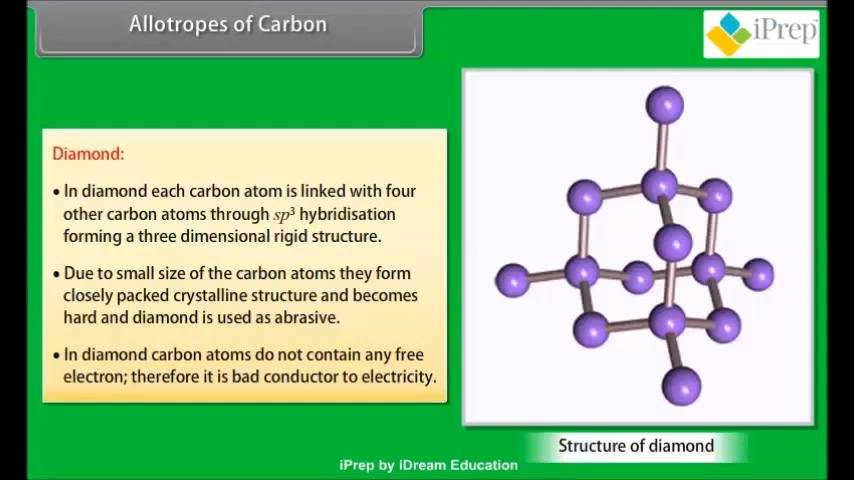 Allotropes of Carbon
iPrep
Diamond:
• In diamond each carbon atom is linked with four
other carbon atoms through sp³ hybridisation
forming a three dimensional rigid structure.
• Due to small size of the carbon atoms they form
closely packed crystalline structure and becomes
hard and diamond is used as abrasive.
• In diamond carbon atoms do not contain any free
electron; therefore it is bad conductor to electricity.
Structure of diamond
iPrep by iDream Education